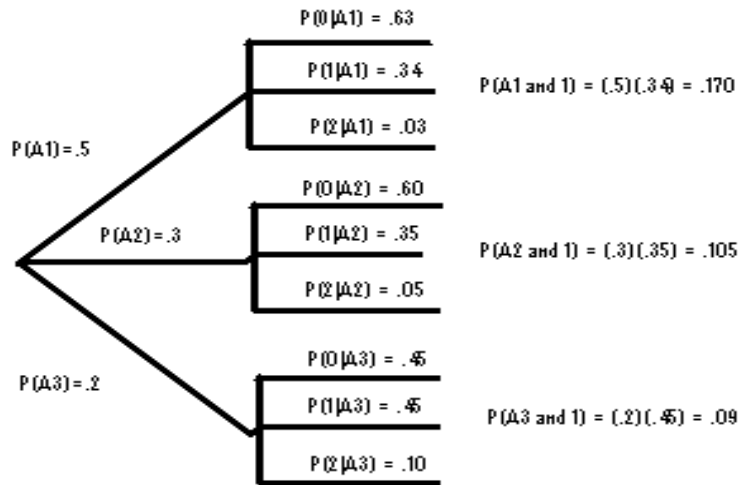 P(0|A1) = .63
P(1|A1) = .34
P(A1 and 1) = (.5)(.34) = .170
P(2|A1) = .03
P(A1) = .5
P(0|A2) = .60
P(A2) = .3
P(1|A2) = .35
P(A2 and 1) = (.3)(.35) = .105
P(2|A2) = .05
P(0|A3) = .45
P(A3) = .2
P(1|A3) = .45
P(A3 and 1) = (.2)(.45) = .09
P(2|A3) = .10